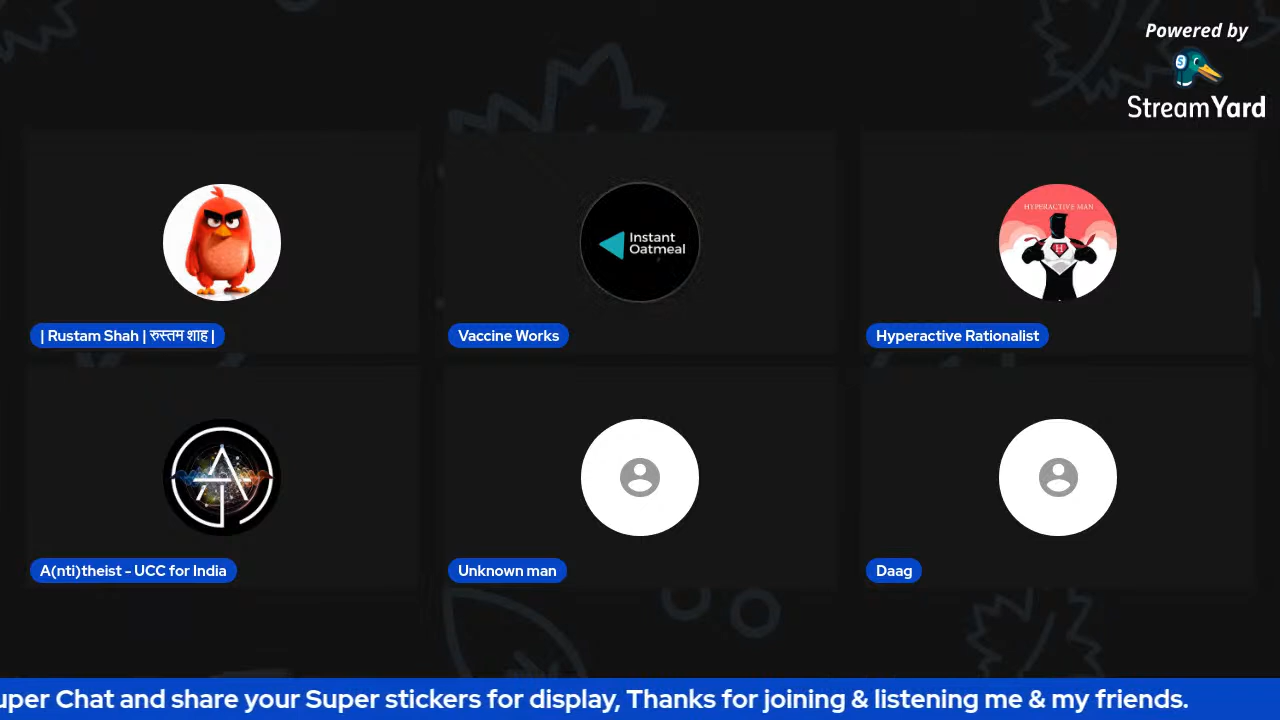 Powered by
StreamYard
Instant
Oatmeal
HYPERACTIVE MAN
H
| Rustam Shah | रुस्तम शाह |
Vaccine Works
Hyperactive Rationalist
A(nti)theist - UCC for India
Unknown man
Daag
uper Chat and share your Super stickers for display, Thanks for joining & listening me & my friends.